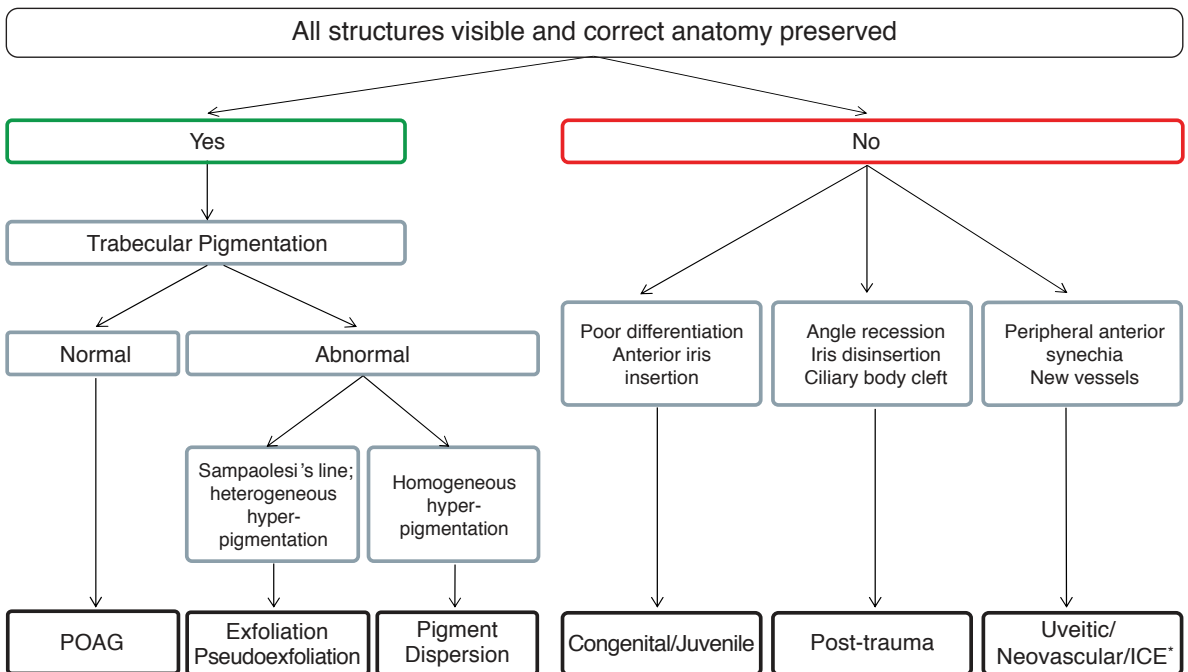 All structures visible and correct anatomy preserved
Yes
No
Trabecular Pigmentation
Normal
Abnormal
Poor differentiation
Anterior iris
insertion
Angle recession
Iris disinsertion
Ciliary body cleft
Peripheral anterior
synechia
New vessels
Sampaolesi's line;
heterogeneous
hyper-
pigmentation
Homogeneous
hyper-
pigmentation
POAG
Exfoliation
Pseudoexfoliation
Pigment
Dispersion
Congenital/Juvenile
Post-trauma
Uveitic/
Neovascular/ICE*